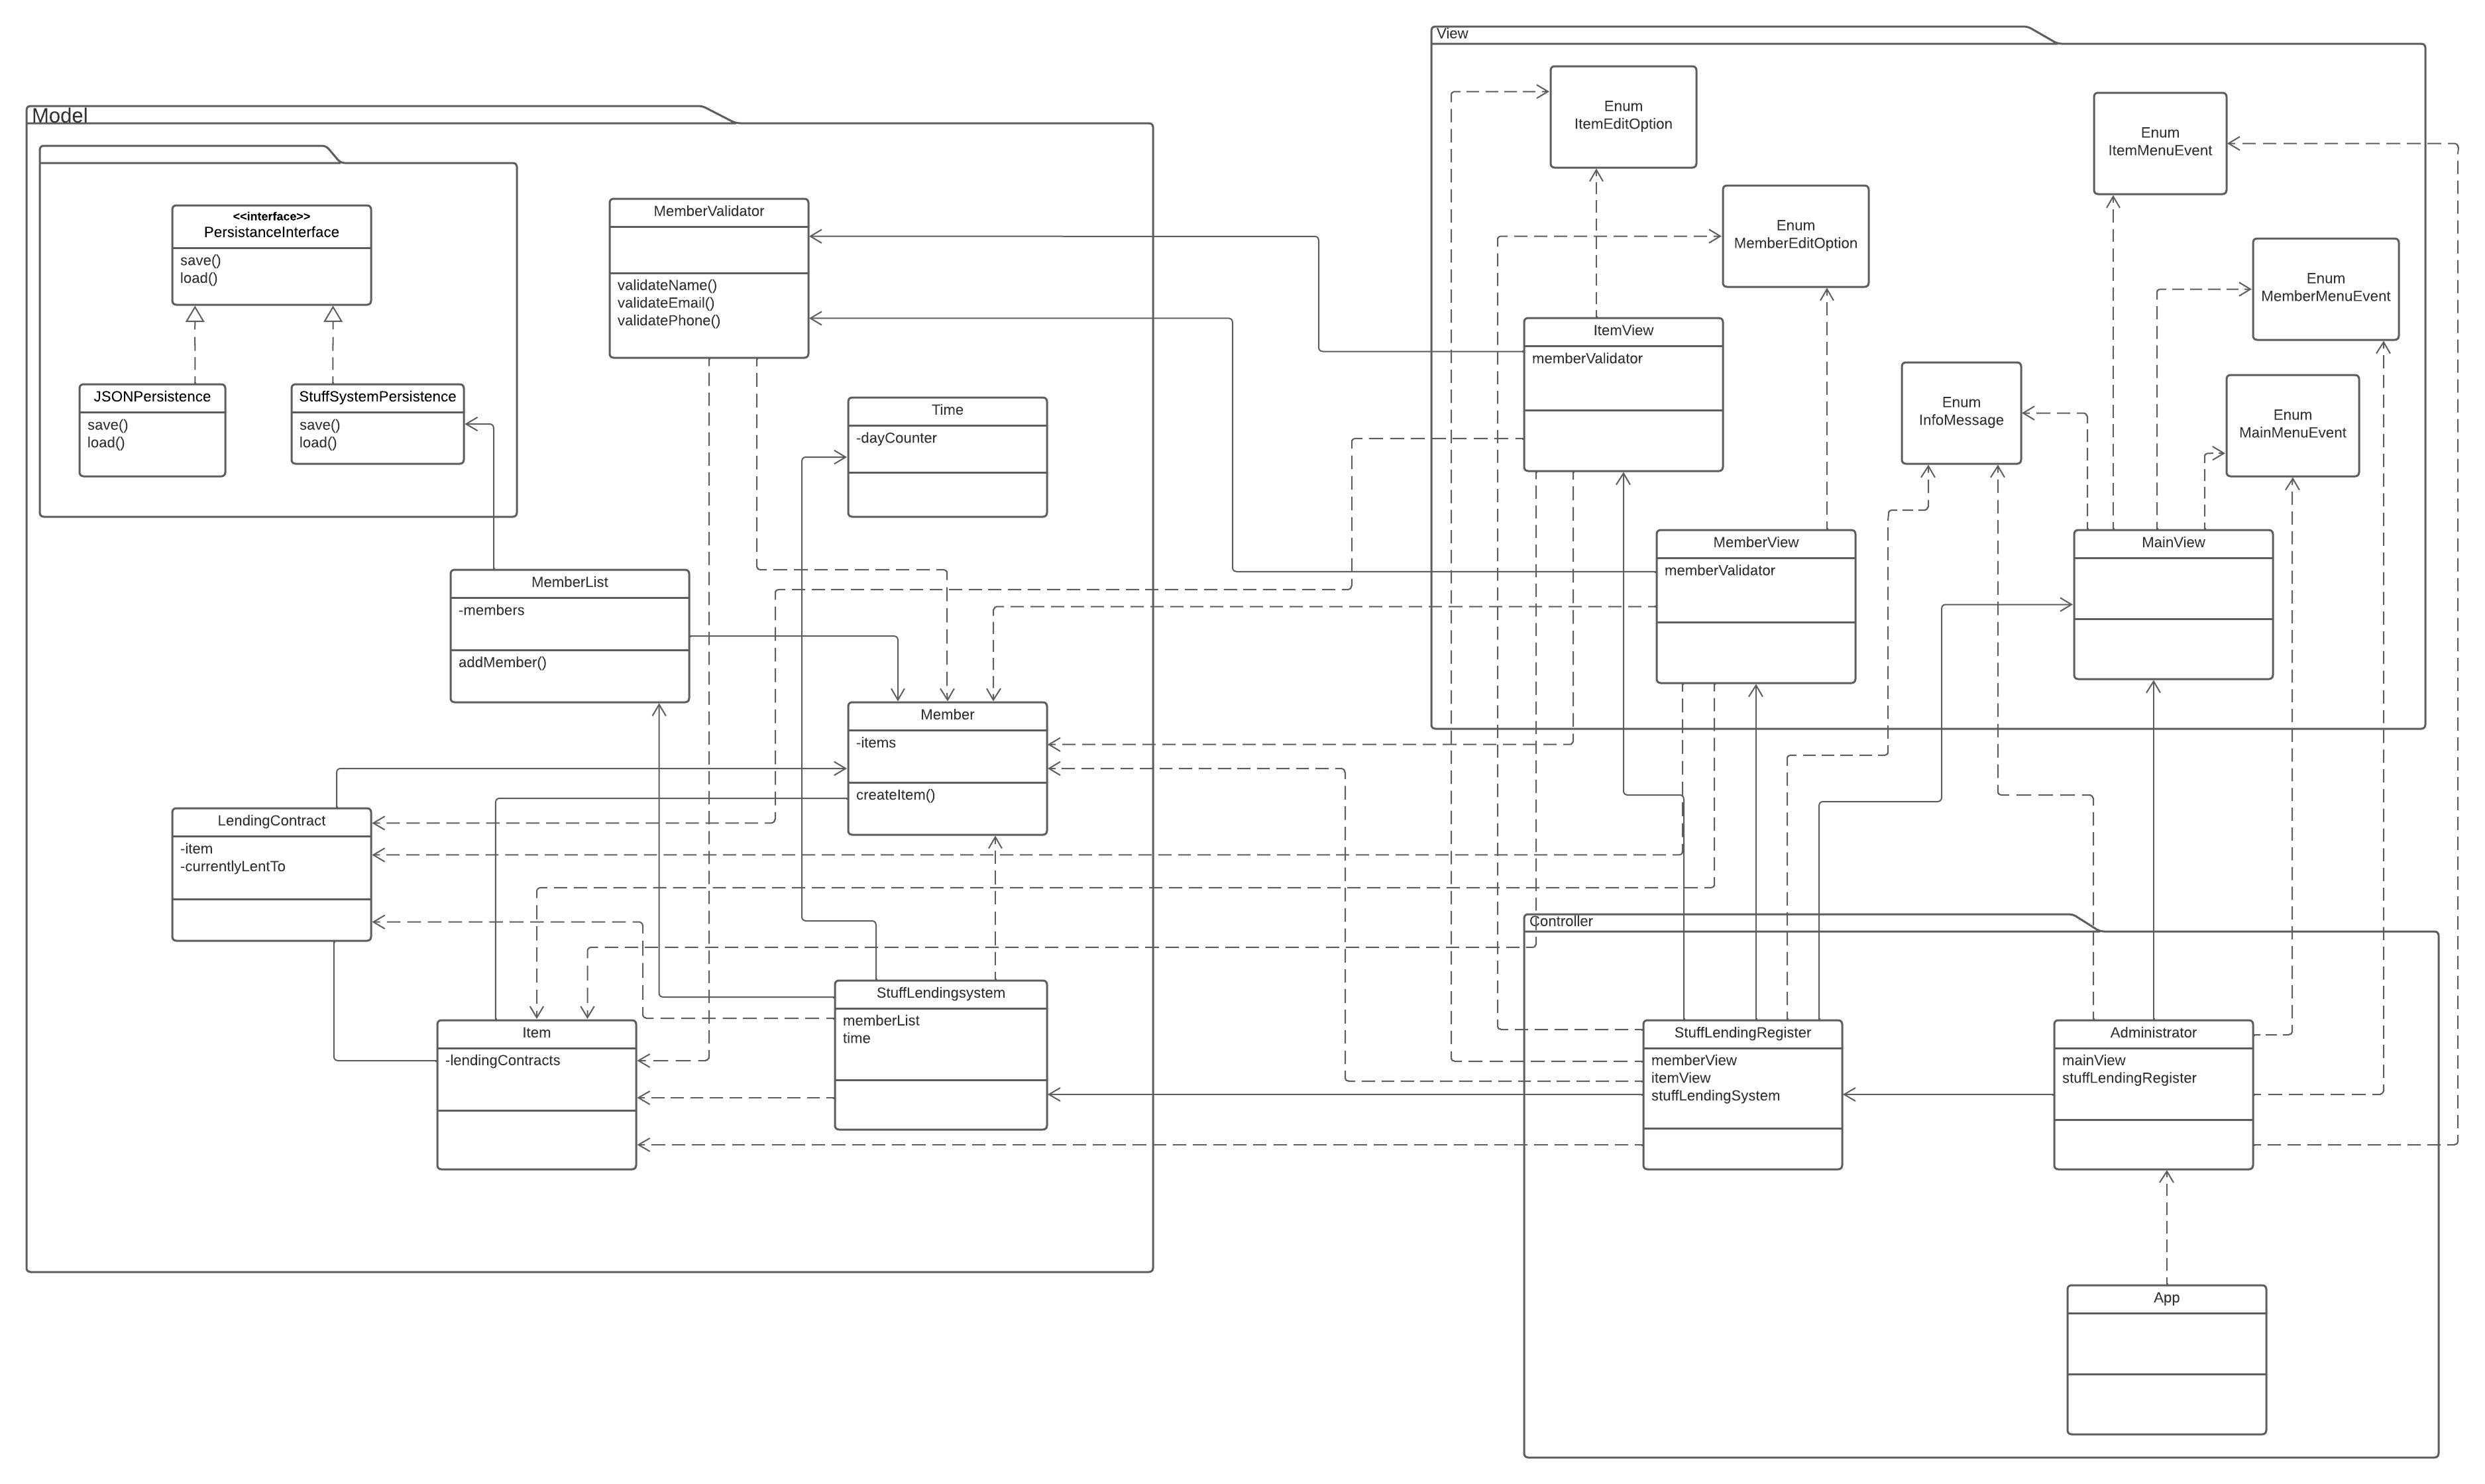 View
Enum
ItemEditOption
Enum
ItemMenuEvent
Model
Enum
MemberEditOption
<<interface>>
PersistanceInterface
save()
load()
MemberValidator
validateName()
validateEmail()
validatePhone()
Enum
MemberMenuEvent
ItemView
memberValidator
JSONPersistence
save()
load()
StuffSystemPersistence
save()
load()
Time
-dayCounter
Enum
InfoMessage
Enum
MainMenuEvent
MemberView
memberValidator
MainView
MemberList
-members
addMember()
Member
-items
createItem()
LendingContract
-item
-currentlyLentTo
Controller
StuffLendingsystem
memberList
time
Item
-lendingContracts
StuffLendingRegister
memberView
itemView
stuffLendingSystem
Administrator
mainView
stuffLendingRegister
App